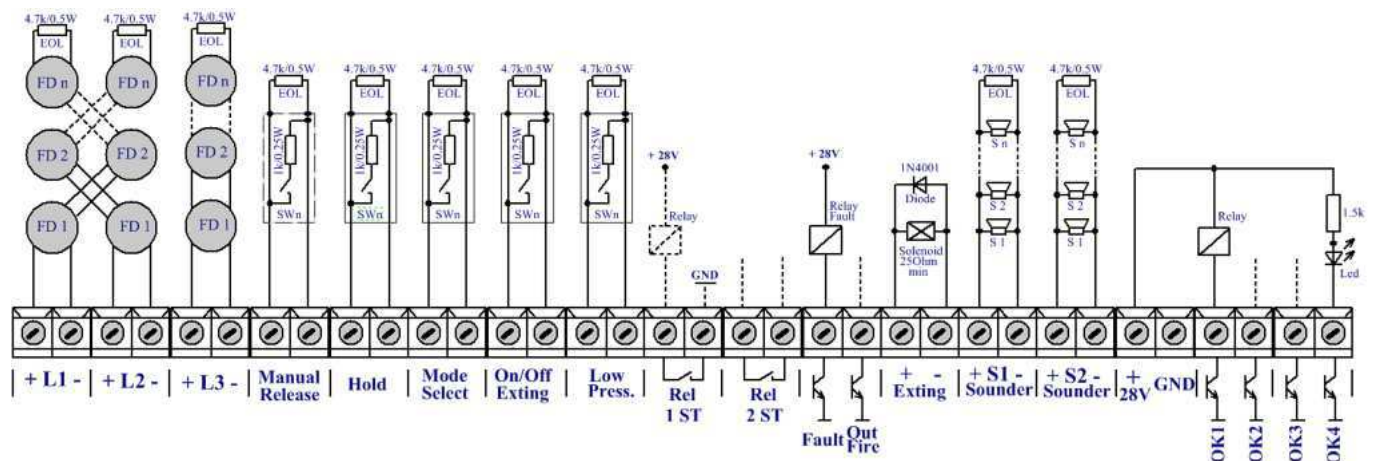 4.7k/0.5W 4.7k/0.5W 4.7k/0.5W
EOL EOL EOL
FD n FD n FD n
4.7k/0.5W 4.7k/0.5W 4.7k/0.5W 4.7k/0.5W 4.7k/0.5W 4.7k/0.5W 4.7k/0.5W
EOL EOL EOL EOL EOL EOL EOL
S n S n
FD 2 FD 2 FD 2
1k/0.25W 1k/0.25W 1k/0.25W 1k/0.25W 1k/0.25W
+ 28V + 28V
1N4001
Diode
S 2 S 2
SWn SWn SWn SWn SWn
FD 1 FD 1 FD 1
Relay
Relay
Fault
Relay
1.5k
S 1 S 1
Solenoid
25Ohm
min
GND
Led
+ L1 - + L2 - + L3 -
Manual
Release
Hold
Mode
Select
On/Off
Exting
Low
Press.
Rel
1 ST
Rel
2 ST
Fault
Out
Fire
+ -
Exting
+ S1 -
Sounder
+ S2 -
Sounder
+
28V GND
OK1 OK2 OK3 OK4